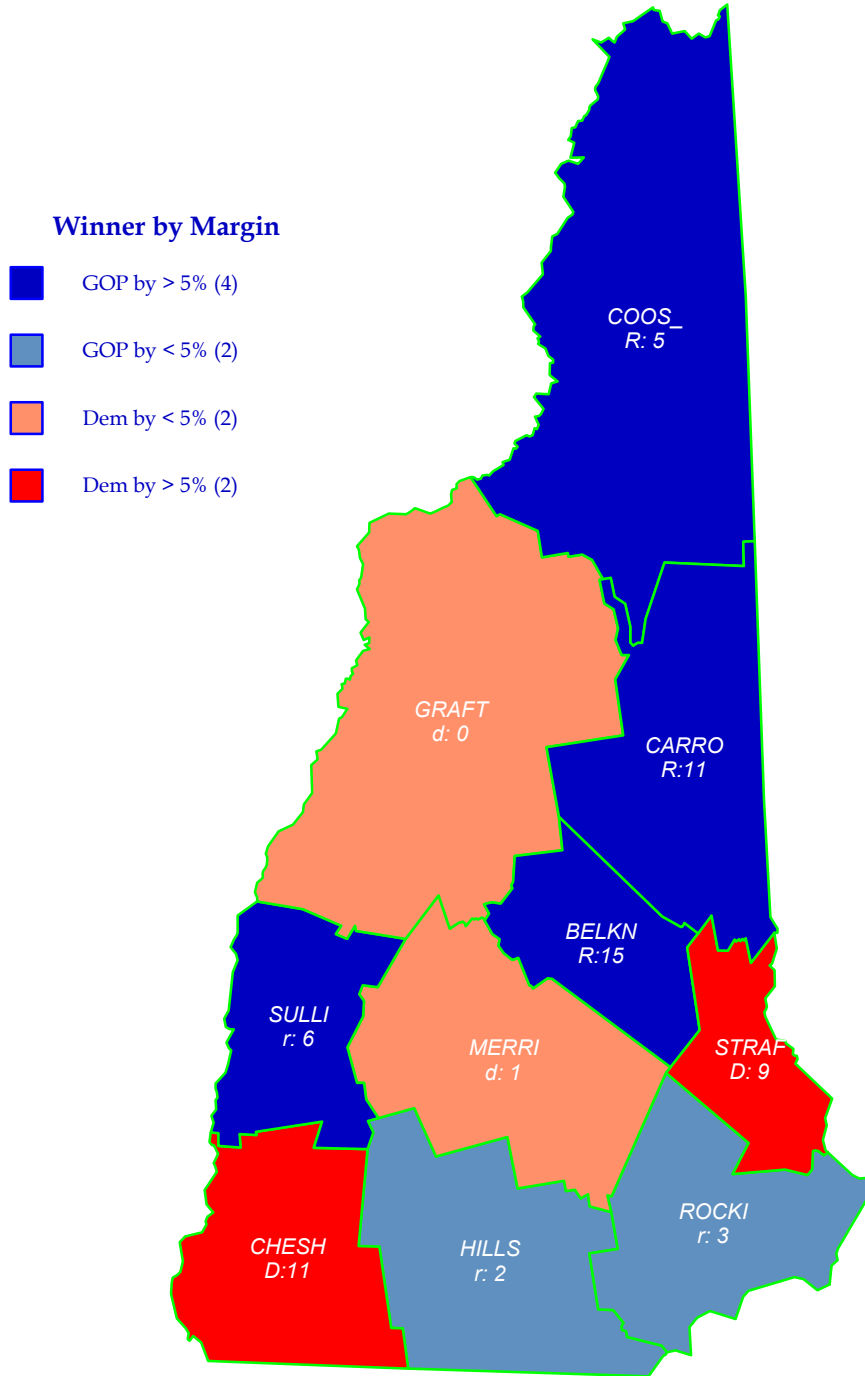 Winner by Margin
GOP by > 5% (4)
GOP by < 5% (2)
Dem by < 5% (2)
Dem by > 5% (2)
COOS_
R: 5
GRAFT
d: 0
CARRO
R:11
BELKN
R:15
SULLI
r: 6
MERRI
d: 1
STRAF
D: 9
CHESH
D:11
HILLS
r: 2
ROCKI
r: 3